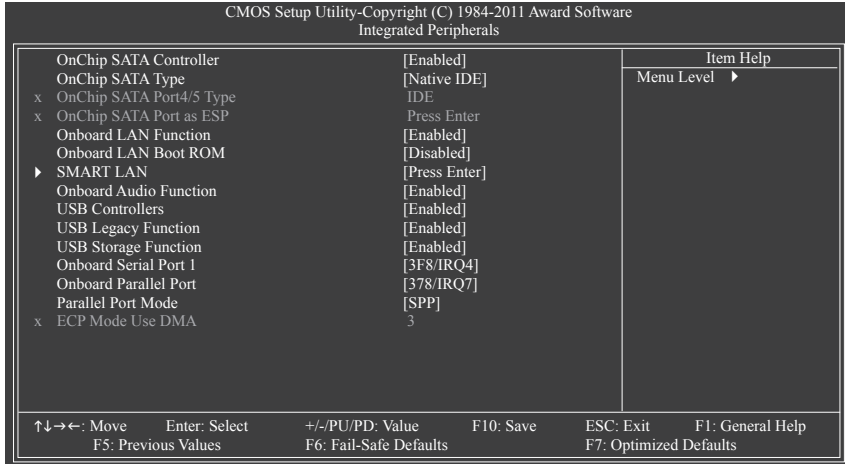 CMOS Setup Utility-Copyright (C) 1984-2011 Award Software
Integrated Peripherals
OnChip SATA Controller [Enabled]
OnChip SATA Type [Native IDE]
x OnChip SATA Port4/5 Type IDE
x OnChip SATA Port as ESP Press Enter
Onboard LAN Function [Enabled]
Onboard LAN Boot ROM [Disabled]
SMART LAN [Press Enter]
Onboard Audio Function [Enabled]
USB Controllers [Enabled]
USB Legacy Function [Enabled]
USB Storage Function [Enabled]
Onboard Serial Port 1 [3F8/IRQ4]
Onboard Parallel Port [378/IRQ7]
Parallel Port Mode [SPP]
x ECP Mode Use DMA 3
Item Help
Menu Level
↑↓→←: Move Enter: Select +/-/PU/PD: Value F10: Save ESC: Exit F1: General Help
F5: Previous Values F6: Fail-Safe Defaults F7: Optimized Defaults